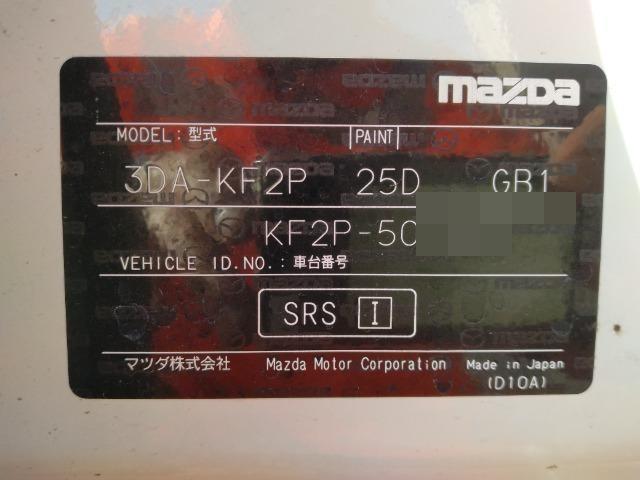 mazda
MODEL: 型式 PAINT
3DA-KF2P 25D GB1
KF2P-50
VEHICLE ID.NO.: 車台番号
SRS I
マツダ株式会社 Mazda Motor Corporation Made in Japan
(D10A)